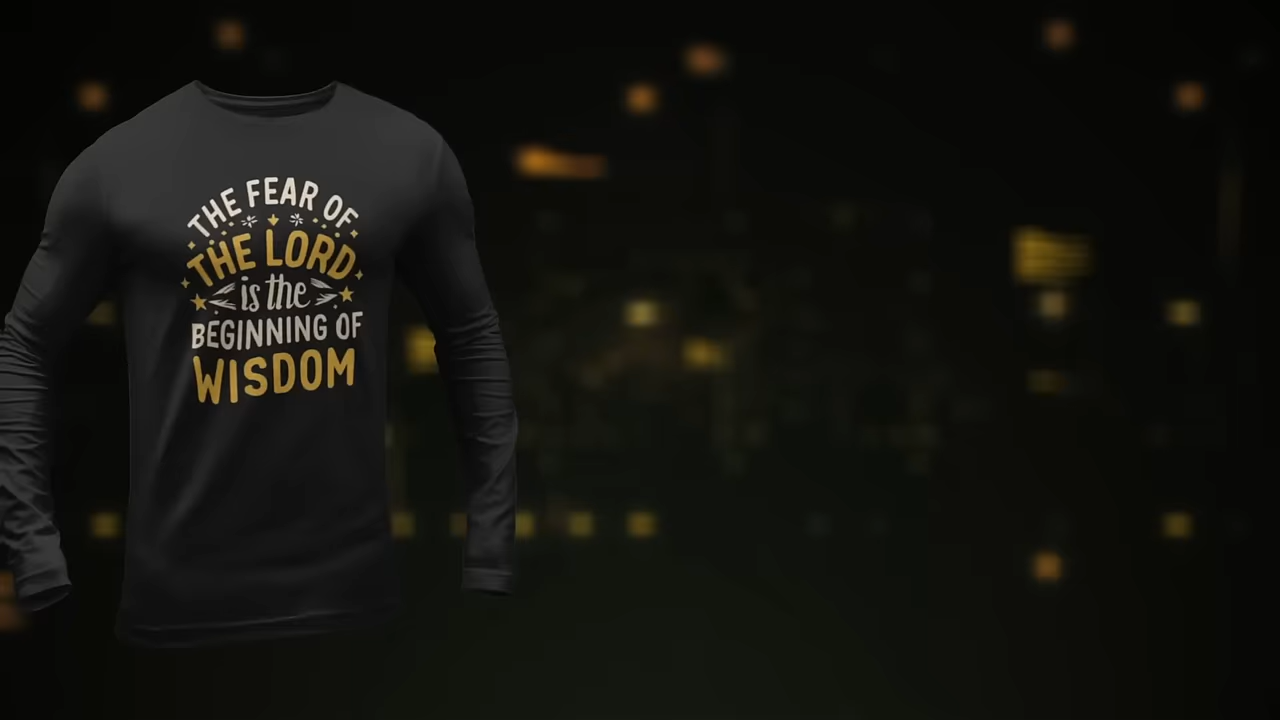 THE FEAR OF
THE LORD
is the
BEGINNING OF
WISDOM